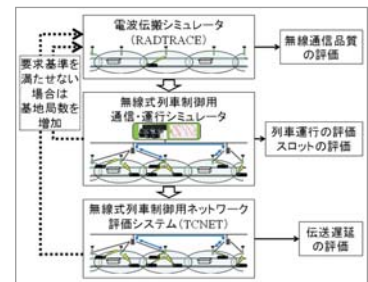 電波伝搬シミュレータ
(RADTRACE)
無線通信品質
の評価
要求基準を
満たせない
場合は
基地局数を
増加
無線式列車制御用
通信・運行シミュレータ
列車運行の評価
スロットの評価
無線式列車制御用ネットワーク
評価システム(TCNET)
伝送遅延
の評価